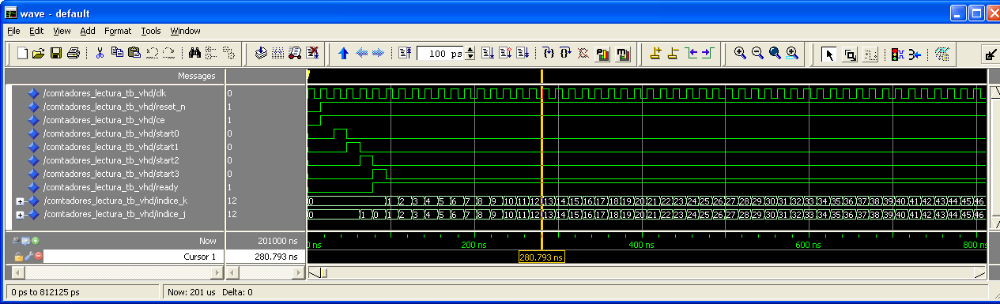 wave - default
File Edit View Add Format Tools Window
100 ps
Messages
/comtadores_lectura_tb_vhd/clk 0
/comtadores_lectura_tb_vhd/reset_n 1
/comtadores_lectura_tb_vhd/ce 1
/comtadores_lectura_tb_vhd/start0 0
/comtadores_lectura_tb_vhd/start1 0
/comtadores_lectura_tb_vhd/start2 0
/comtadores_lectura_tb_vhd/start3 0
/comtadores_lectura_tb_vhd/ready 1
/comtadores_lectura_tb_vhd/indice_k 12 0 1 2 3 4 5 6 7 8 9 10 11 12 13 14 15 16 17 18 19 20 21 22 23 24 25 26 27 28 29 30 31 32 33 34 35 36 37 38 39 40 41 42 43 44 45 46
/comtadores_lectura_tb_vhd/indice_j 12 0 1 0 1 2 3 4 5 6 7 8 9 10 11 12 13 14 15 16 17 18 19 20 21 22 23 24 25 26 27 28 29 30 31 32 33 34 35 36 37 38 39 40 41 42 43 44 45 46
Now 201000 ns ns 200 ns 400 ns 600 ns 800 n
Cursor 1 280.793 ns 280.793 ns
0 ps to 812125 ps Now: 201 us Delta: 0